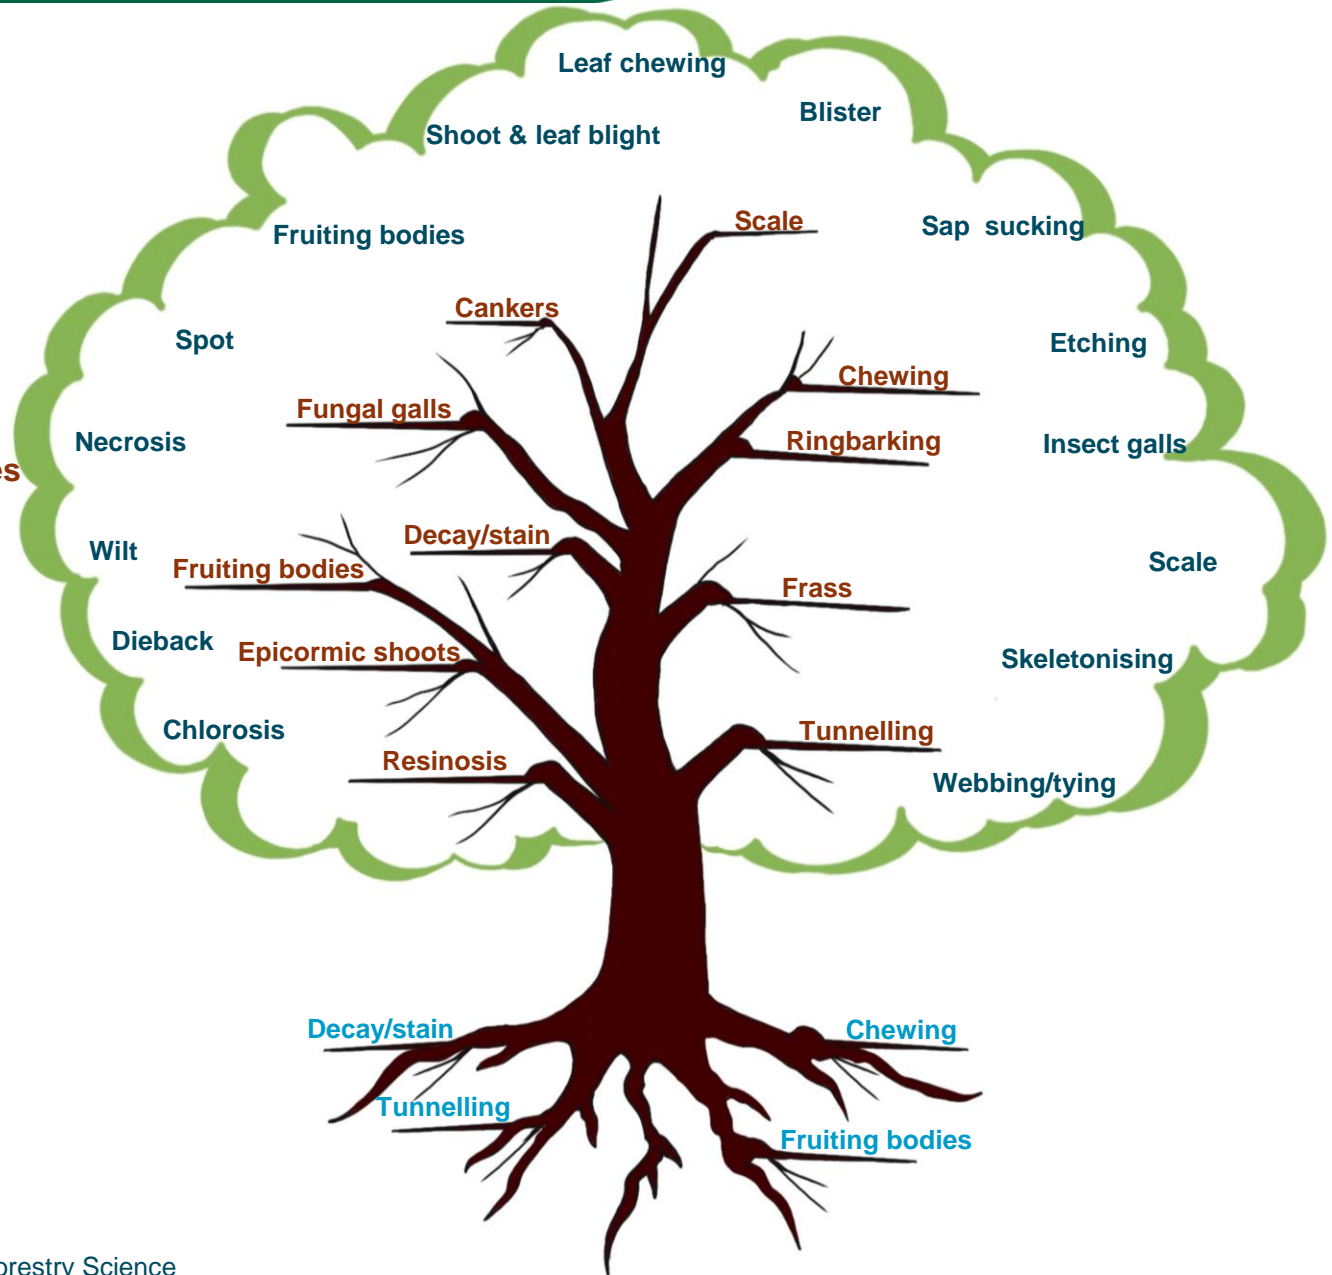 Leaf chewing
Blister
Shoot & leaf blight
Scale
Sap sucking
Fruiting bodies
Cankers
Spot
Etching
Chewing
Fungal galls
Necrosis
Ringbarking
Insect galls
Decay/stain
Wilt
Scale
Fruiting bodies
Frass
Dieback
Epicormic shoots
Skeletonising
Chlorosis
Tunnelling
Resinosis
Webbing/tying
Decay/stain
Chewing
Tunnelling
Fruiting bodies
Science